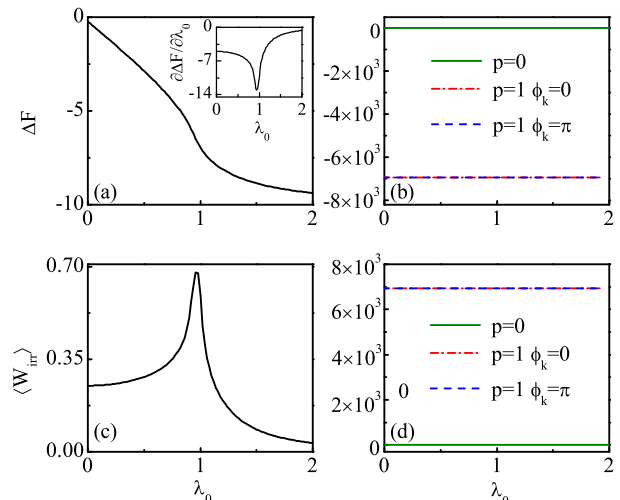 0
-5
-10
ΔF
(a)
0
1
2
∂ΔF/∂λ₀
0
-7
-14
0
1
2
λ₀
0
-2×10³
-4×10³
-6×10³
-8×10³
p=0
p=1 ϕₖ=0
p=1 ϕₖ=π
(b)
0
1
2
0.70
0.35
0.00
⟨W_irr⟩
(c)
0
1
2
λ₀
8×10³
6×10³
4×10³
2×10³
0
0
p=0
p=1 ϕₖ=0
p=1 ϕₖ=π
(d)
0
1
2
λ₀